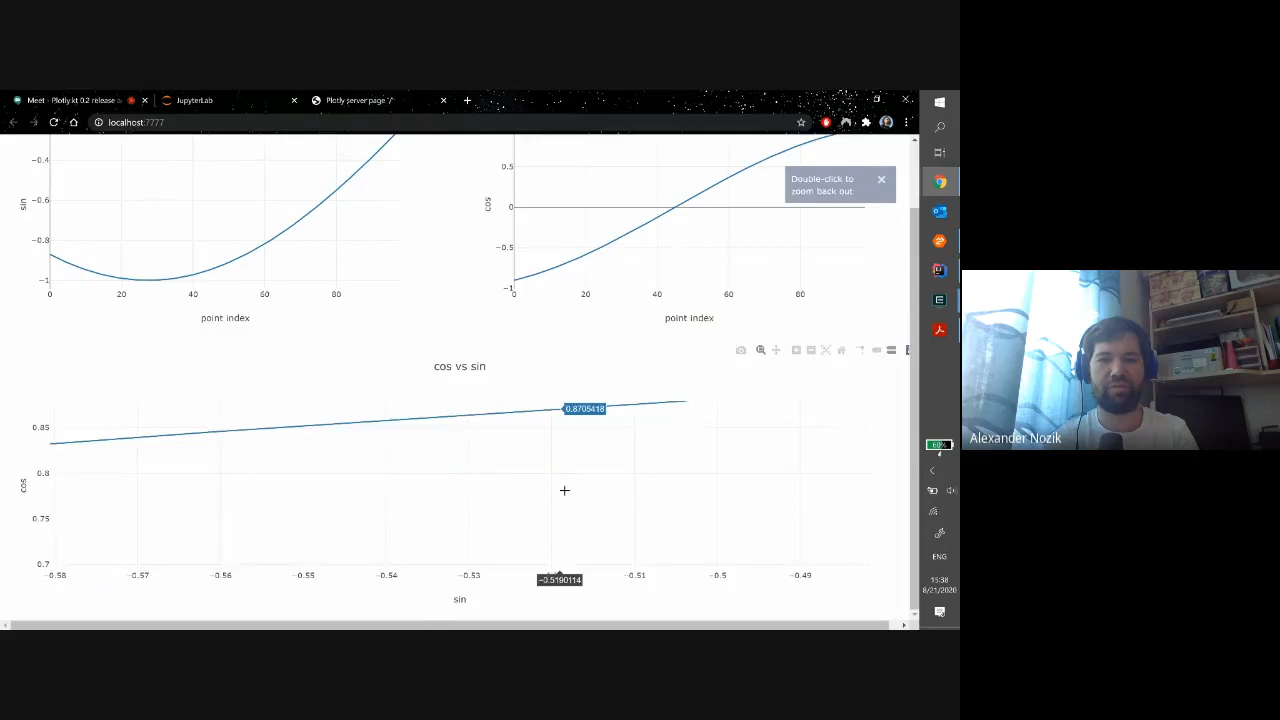 Meet - Plotly.kt 0.2 release
JupyterLab
Plotly server page '/'
localhost:7777
−0.4
−0.6
−0.8
−1
sin
0
20
40
60
80
point index
0.5
0
−0.5
−1
cos
0
20
40
60
80
point index
Double-click to
zoom back out
cos vs sin
0.8705418
0.85
0.8
0.75
0.7
cos
−0.58
−0.57
−0.56
−0.55
−0.54
−0.53
−0.5190114
−0.51
−0.5
−0.49
sin
Alexander Nozik
60%
ENG
15:38
8/21/2020